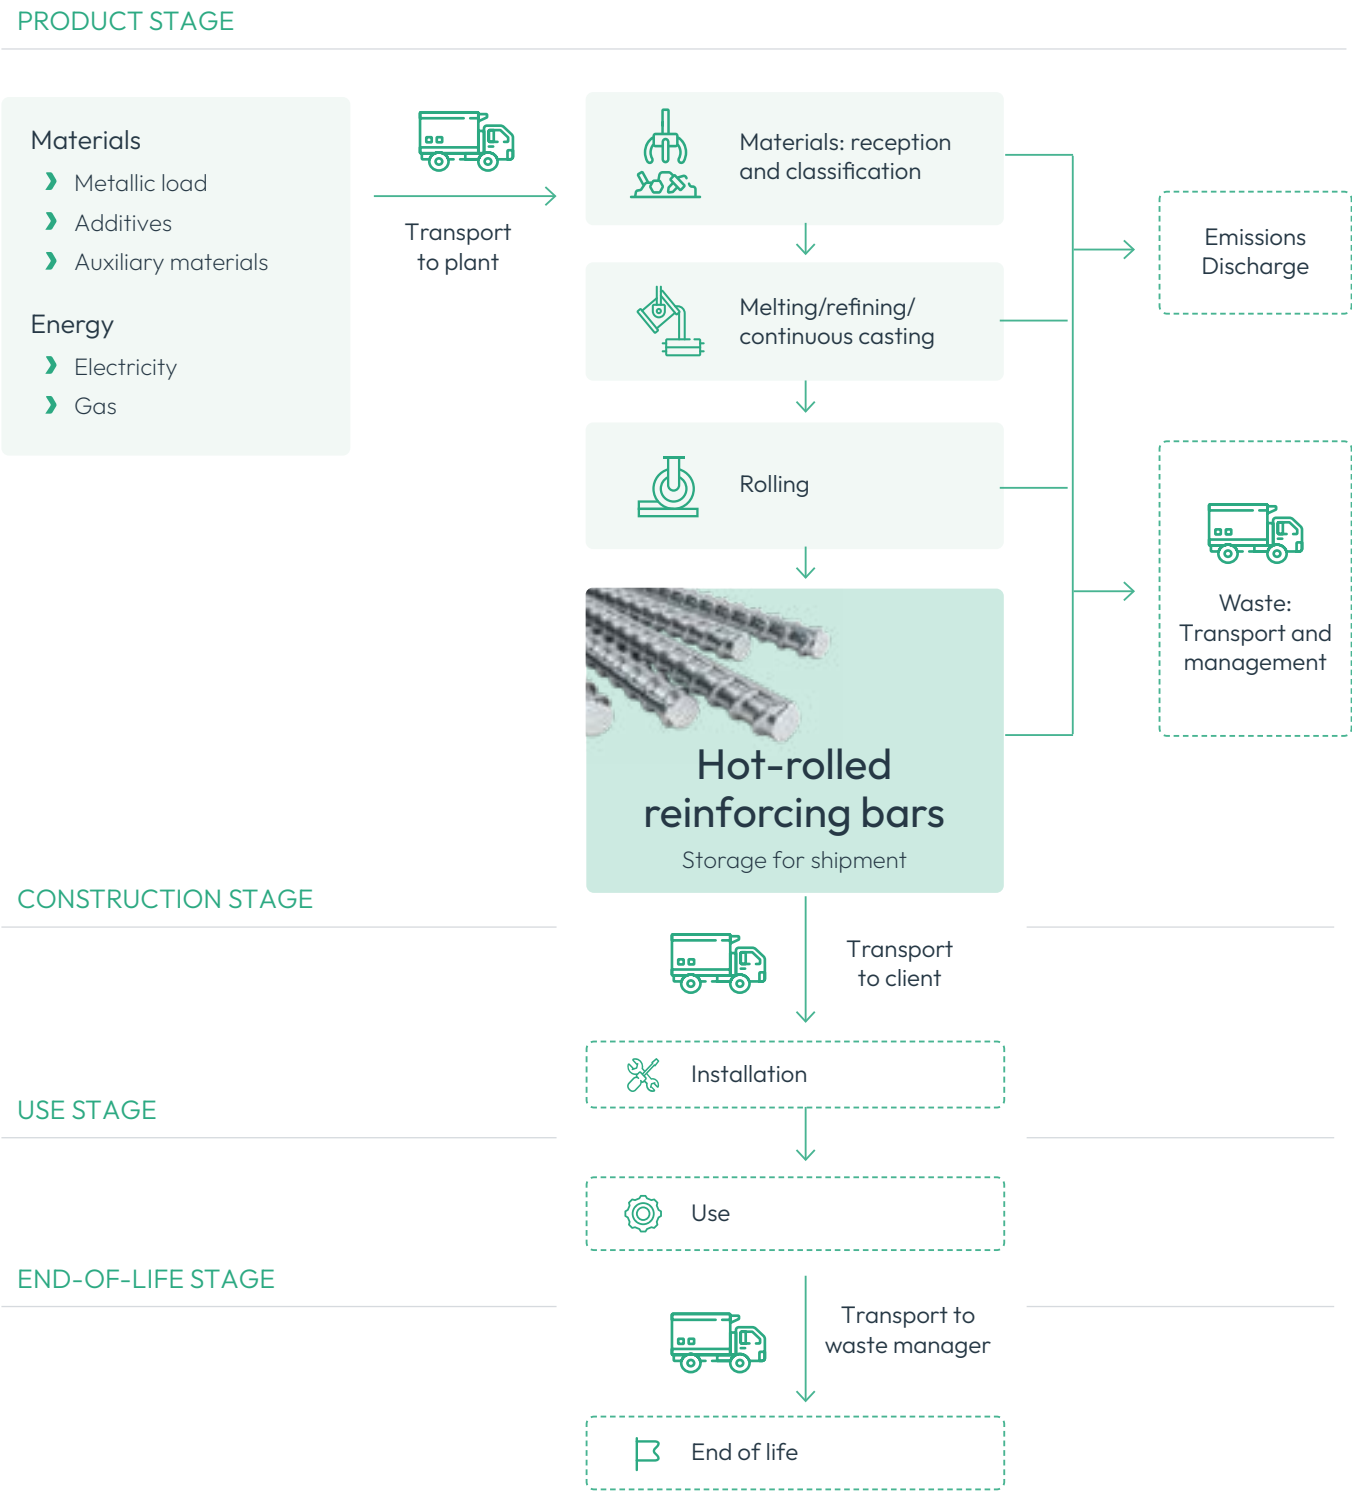 PRODUCT STAGE
Materials
Metallic load
Additives
Auxiliary materials
Energy
Electricity
Gas
Transport
to plant
Materials: reception
and classification
Melting/refining/
continuous casting
Rolling
Hot-rolled
reinforcing bars
Storage for shipment
Emissions
Discharge
Waste:
Transport and
management
CONSTRUCTION STAGE
Transport
to client
Installation
USE STAGE
Use
END-OF-LIFE STAGE
Transport to
waste manager
End of life